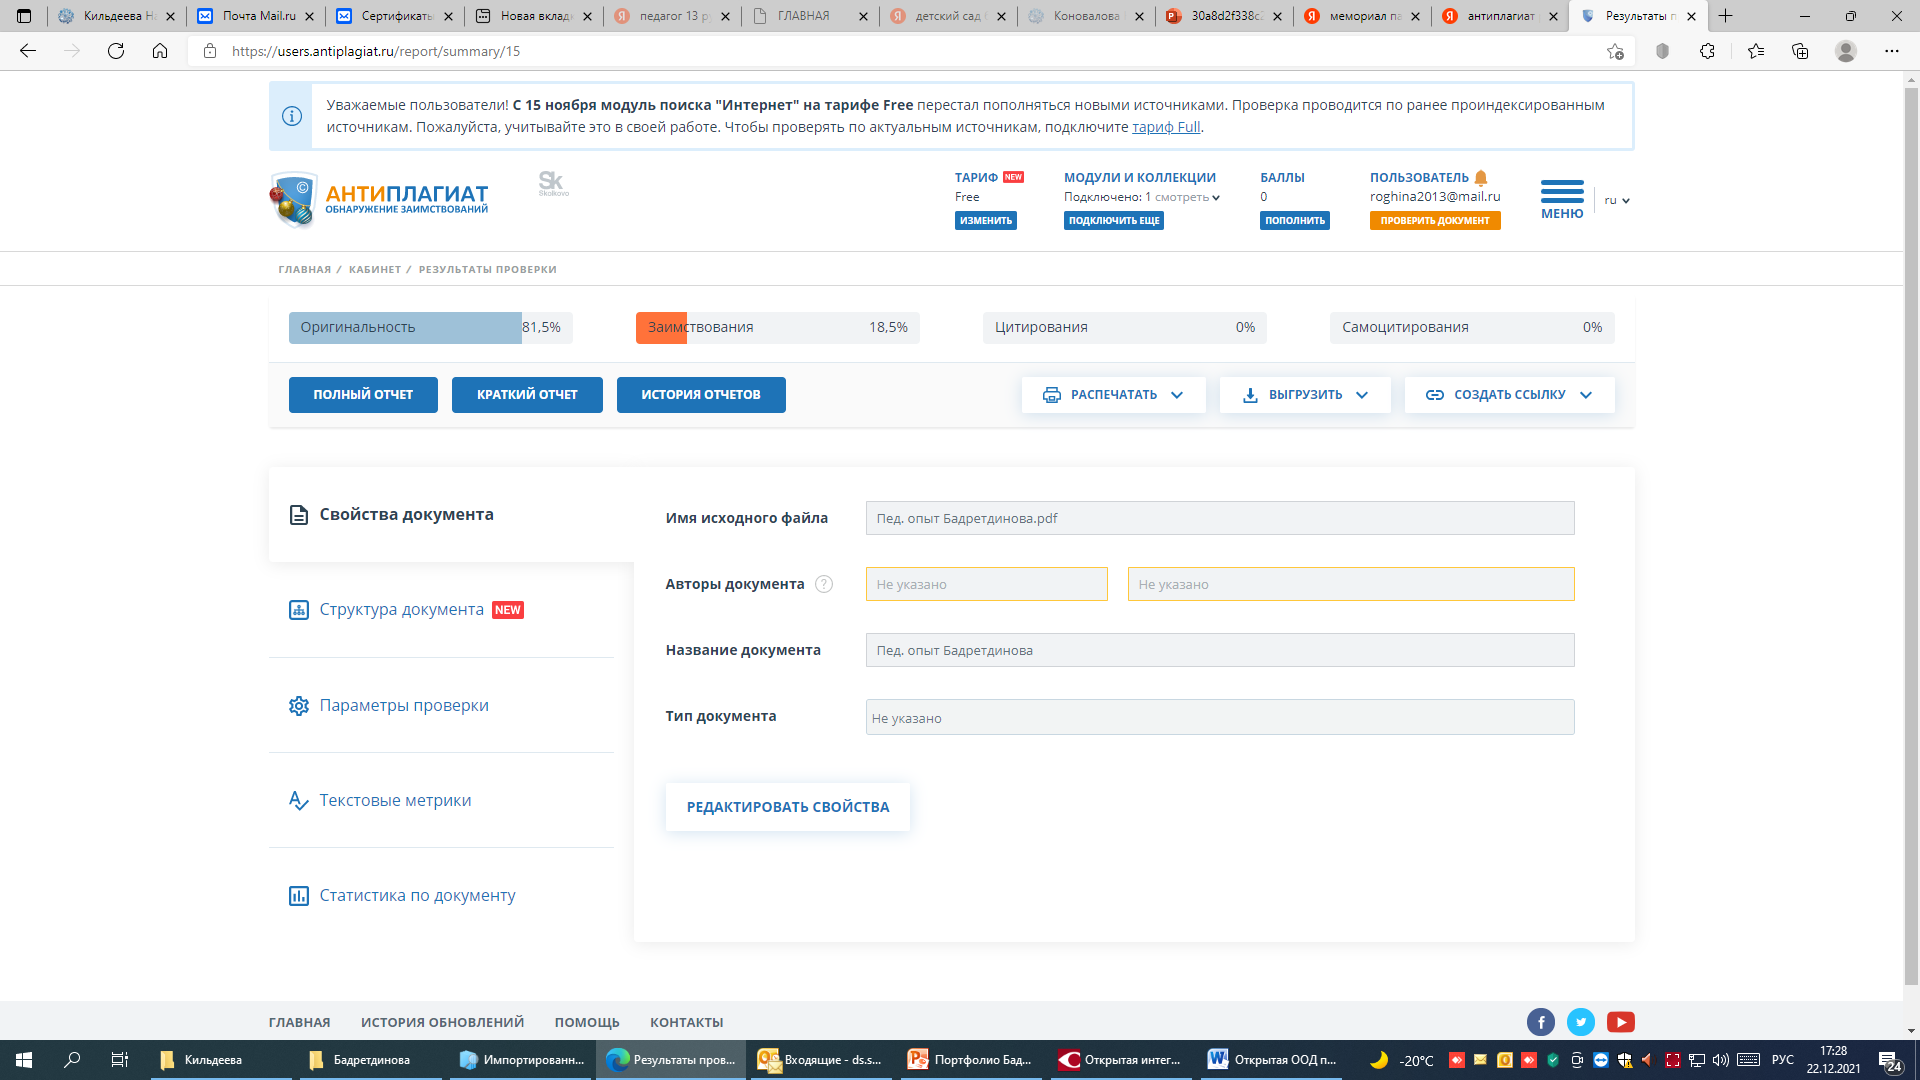 Кильдеева На
Почта Mail.ru
Сертификаты
Новая вклад
педагог 13 р
ГЛАВНАЯ
детский сад
Коновалова
30a8d2f338c
мемориал па
антиплагиат
Результаты п
https://users.antiplagiat.ru/report/summary/15
Уважаемые пользователи! С 15 ноября модуль поиска "Интернет" на тарифе Free перестал пополняться новыми источниками. Проверка проводится по ранее проиндексированным
источникам. Пожалуйста, учитывайте это в своей работе. Чтобы проверять по актуальным источникам, подключите тариф Full.
АНТИПЛАГИАТ
ОБНАРУЖЕНИЕ ЗАИМСТВОВАНИЙ
Sk
Skolkovo
ТАРИФ NEW
Free
ИЗМЕНИТЬ
МОДУЛИ И КОЛЛЕКЦИИ
Подключено: 1 смотреть
ПОДКЛЮЧИТЬ ЕЩЕ
БАЛЛЫ
0
ПОПОЛНИТЬ
ПОЛЬЗОВАТЕЛЬ
roghina2013@mail.ru
ПРОВЕРИТЬ ДОКУМЕНТ
МЕНЮ
ru
ГЛАВНАЯ / КАБИНЕТ / РЕЗУЛЬТАТЫ ПРОВЕРКИ
Оригинальность 81,5%
Заимствования 18,5%
Цитирования 0%
Самоцитирования 0%
ПОЛНЫЙ ОТЧЕТ
КРАТКИЙ ОТЧЕТ
ИСТОРИЯ ОТЧЕТОВ
РАСПЕЧАТАТЬ
ВЫГРУЗИТЬ
СОЗДАТЬ ССЫЛКУ
Свойства документа
Структура документа NEW
Параметры проверки
Текстовые метрики
Статистика по документу
Имя исходного файла Пед. опыт Бадретдинова.pdf
Авторы документа ? Не указано Не указано
Название документа Пед. опыт Бадретдинова
Тип документа Не указано
РЕДАКТИРОВАТЬ СВОЙСТВА
ГЛАВНАЯ ИСТОРИЯ ОБНОВЛЕНИЙ ПОМОЩЬ КОНТАКТЫ
Кильдеева
Бадретдинова
Импортированн...
Результаты пров...
Входящие - ds.s...
Портфолио Бад...
Открытая интег...
Открытая ООД п...
-20°C
РУС
17:28
22.12.2021
24